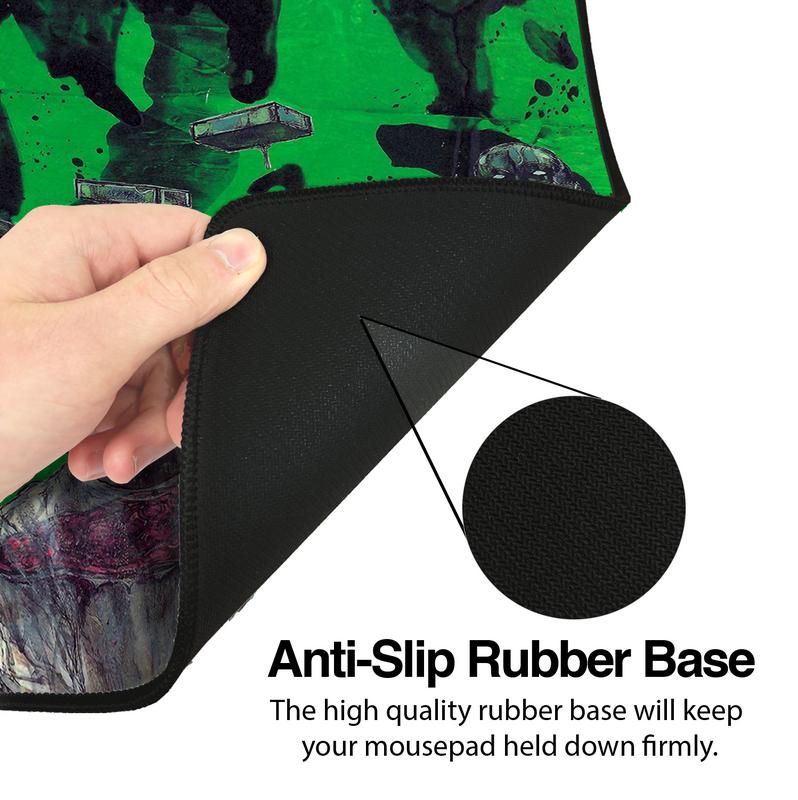 Anti-Slip Rubber Base
The high quality rubber base will keep
your mousepad held down firmly.